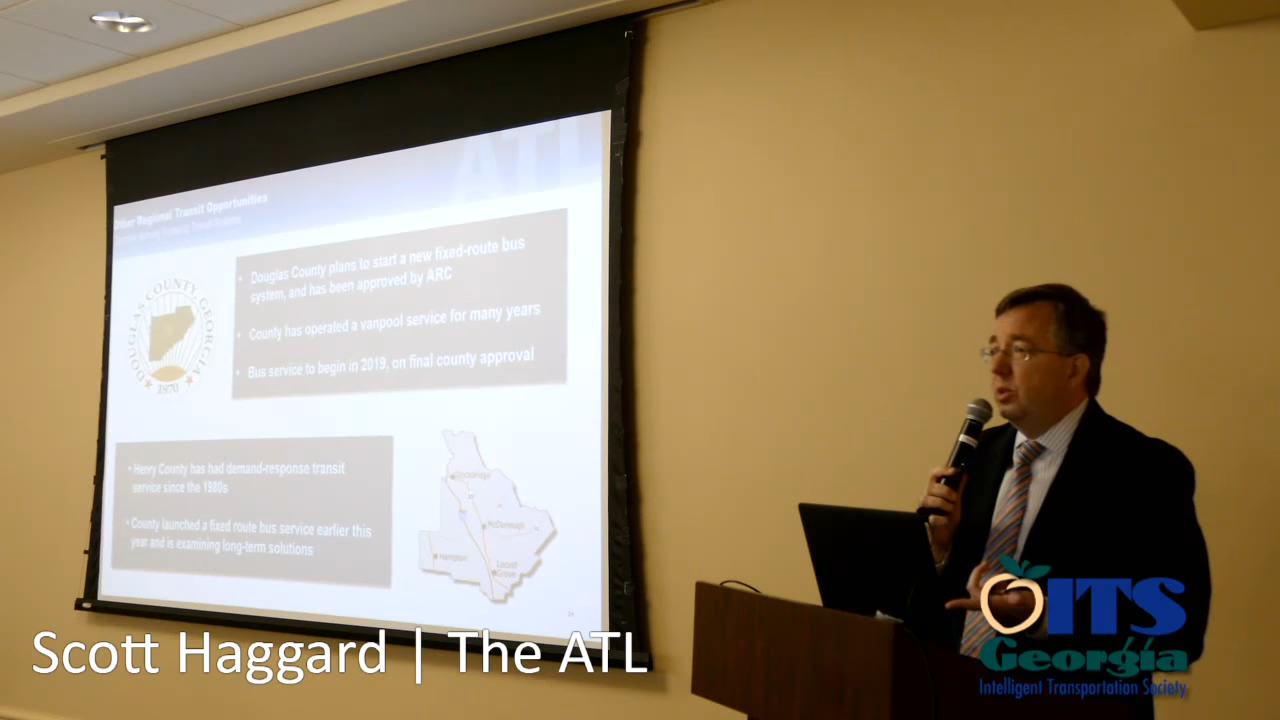 ATL
Other Regional Transit Opportunities
DOUGLAS COUNTY, GEORGIA
1870
• Douglas County plans to start a new fixed-route bus
system, and has been approved by ARC
• County has operated a vanpool service for many years
• Bus service to begin in 2019, on final county approval
• Henry County has had demand-response transit
service since the 1980s
• County launched a fixed route bus service earlier this
year and is examining long-term solutions
Stockbridge
McDonough
Hampton
Locust
Grove
Scott Haggard | The ATL
ITS
Georgia
Intelligent Transportation Society